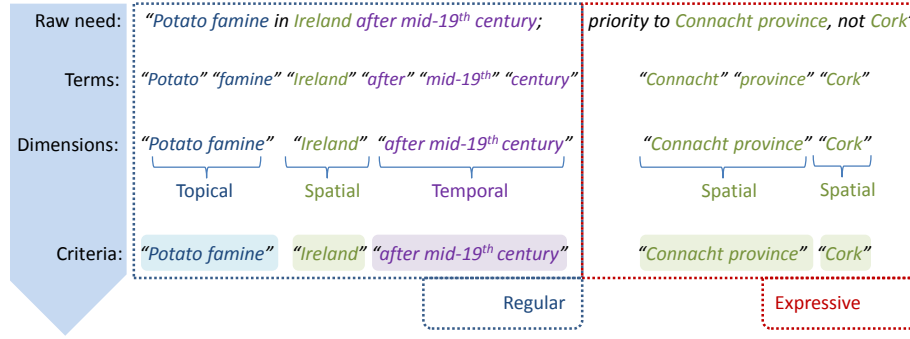 Raw need: “Potato famine in Ireland after mid-19th century; priority to Connacht province, not Cork”
Terms: “Potato” “famine” “Ireland” “after” “mid-19th” “century” “Connacht” “province” “Cork”
Dimensions: “Potato famine” “Ireland” “after mid-19th century” “Connacht province” “Cork”
Topical Spatial Temporal Spatial Spatial
Criteria: “Potato famine” “Ireland” “after mid-19th century” “Connacht province” “Cork”
Regular Expressive